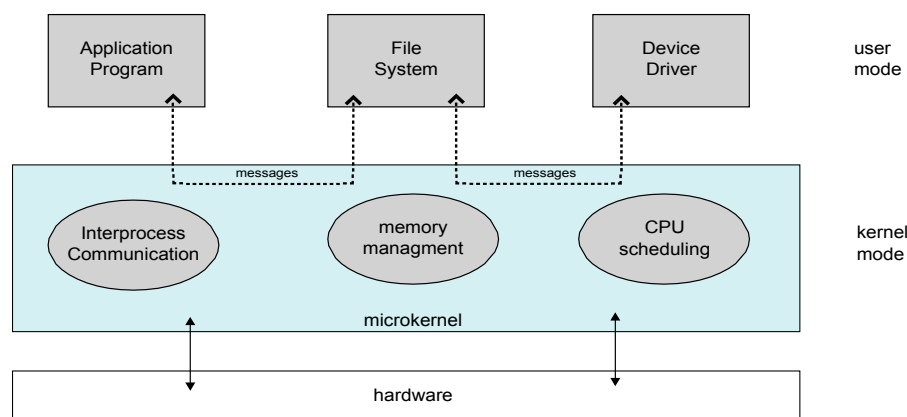 Application
Program
File
System
Device
Driver
user
mode
messages
messages
Interprocess
Communication
memory
managment
CPU
scheduling
kernel
mode
microkernel
hardware